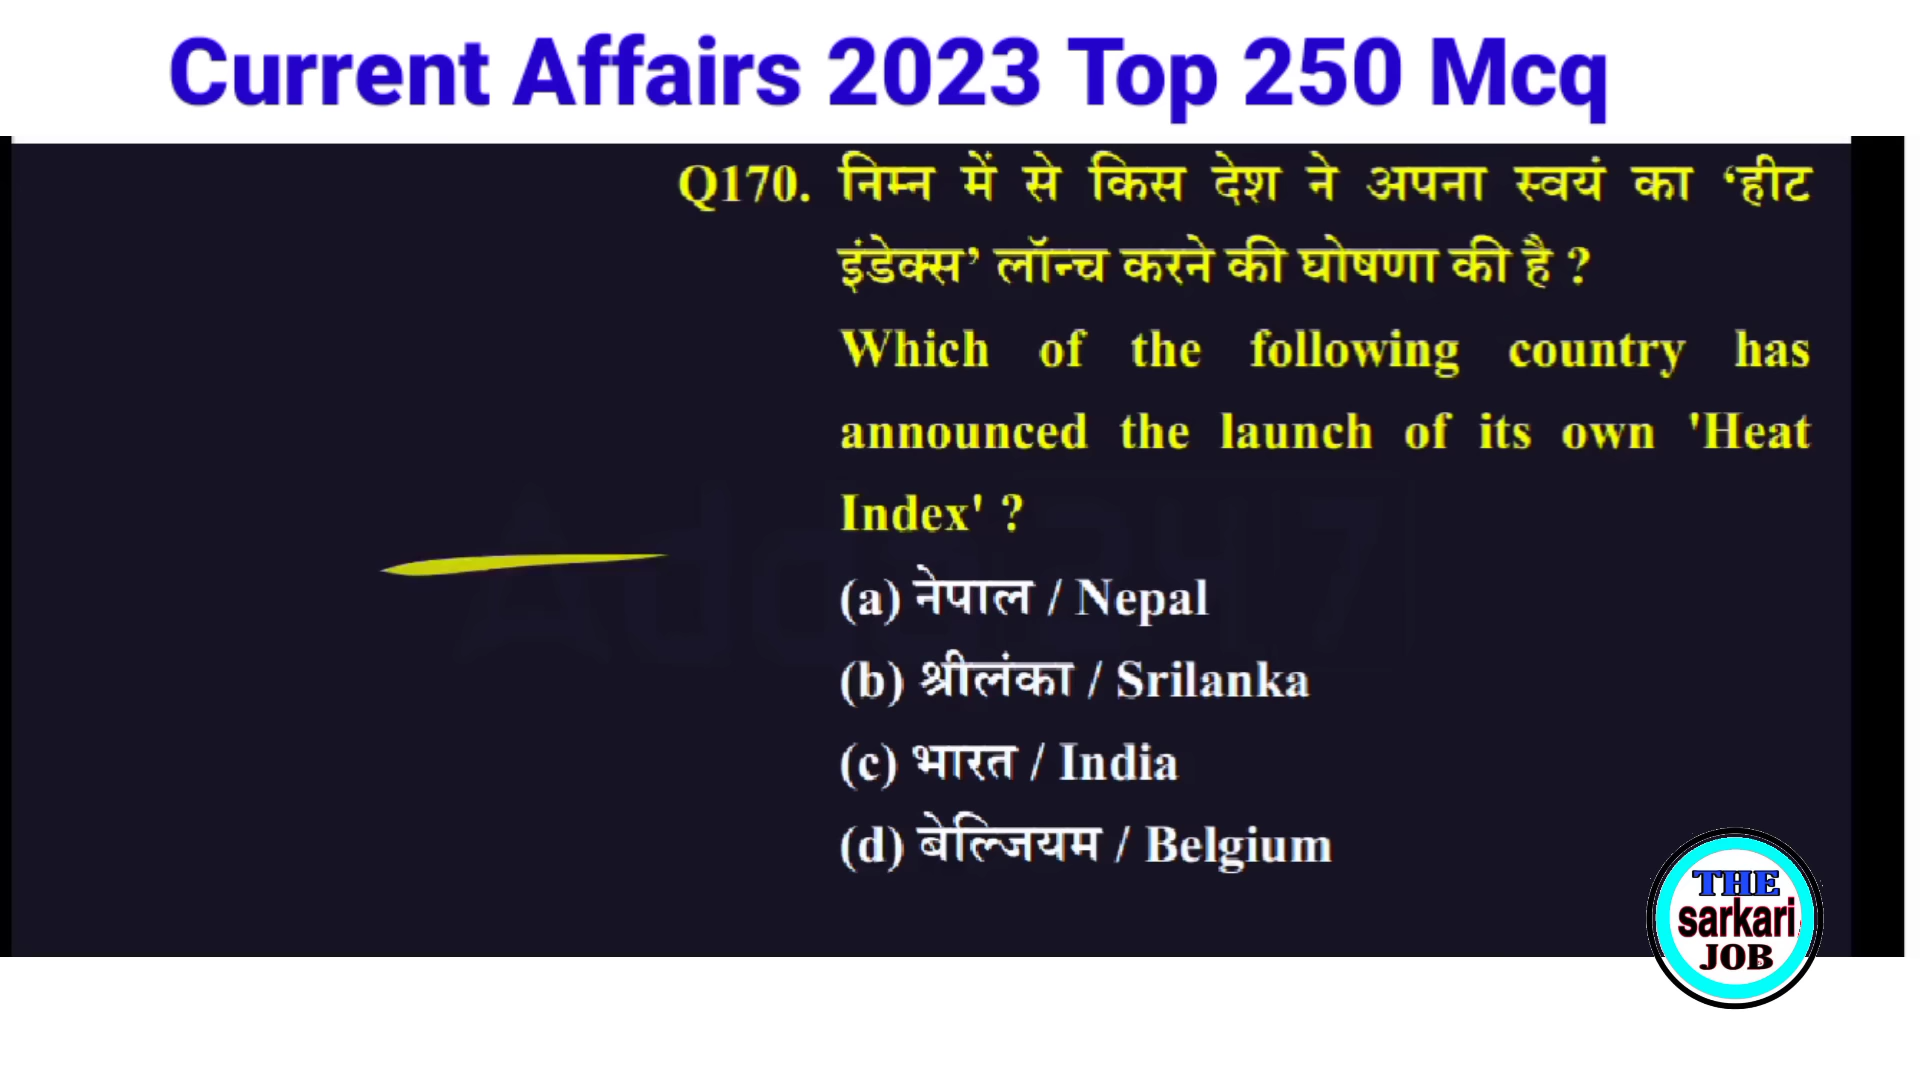 Current Affairs 2023 Top 250 Mcq
Q170. निम्न में से किस देश ने अपना स्वयं का ‘हीट
इंडेक्स’ लॉन्च करने की घोषणा की है ?
Which of the following country has
announced the launch of its own 'Heat
Index' ?
(a) नेपाल / Nepal
(b) श्रीलंका / Srilanka
(c) भारत / India
(d) बेल्जियम / Belgium
THE
sarkari
JOB